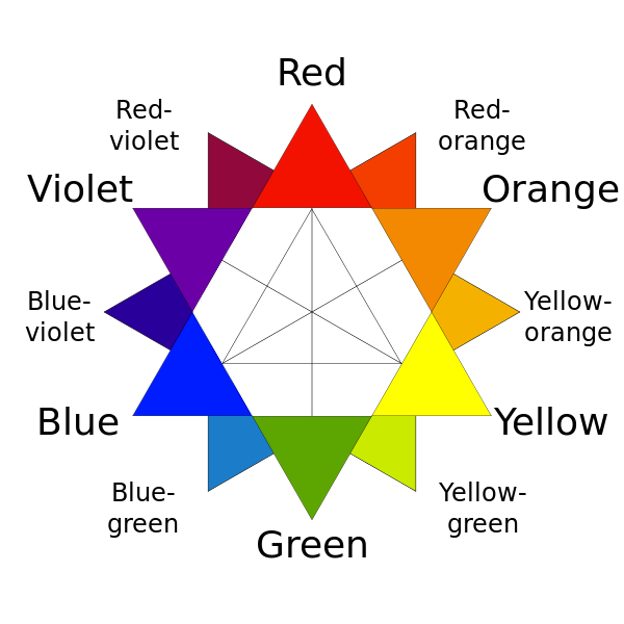 Red
Red-
violet
Red-
orange
Violet
Orange
Blue-
violet
Yellow-
orange
Blue
Yellow
Blue-
green
Yellow-
green
Green